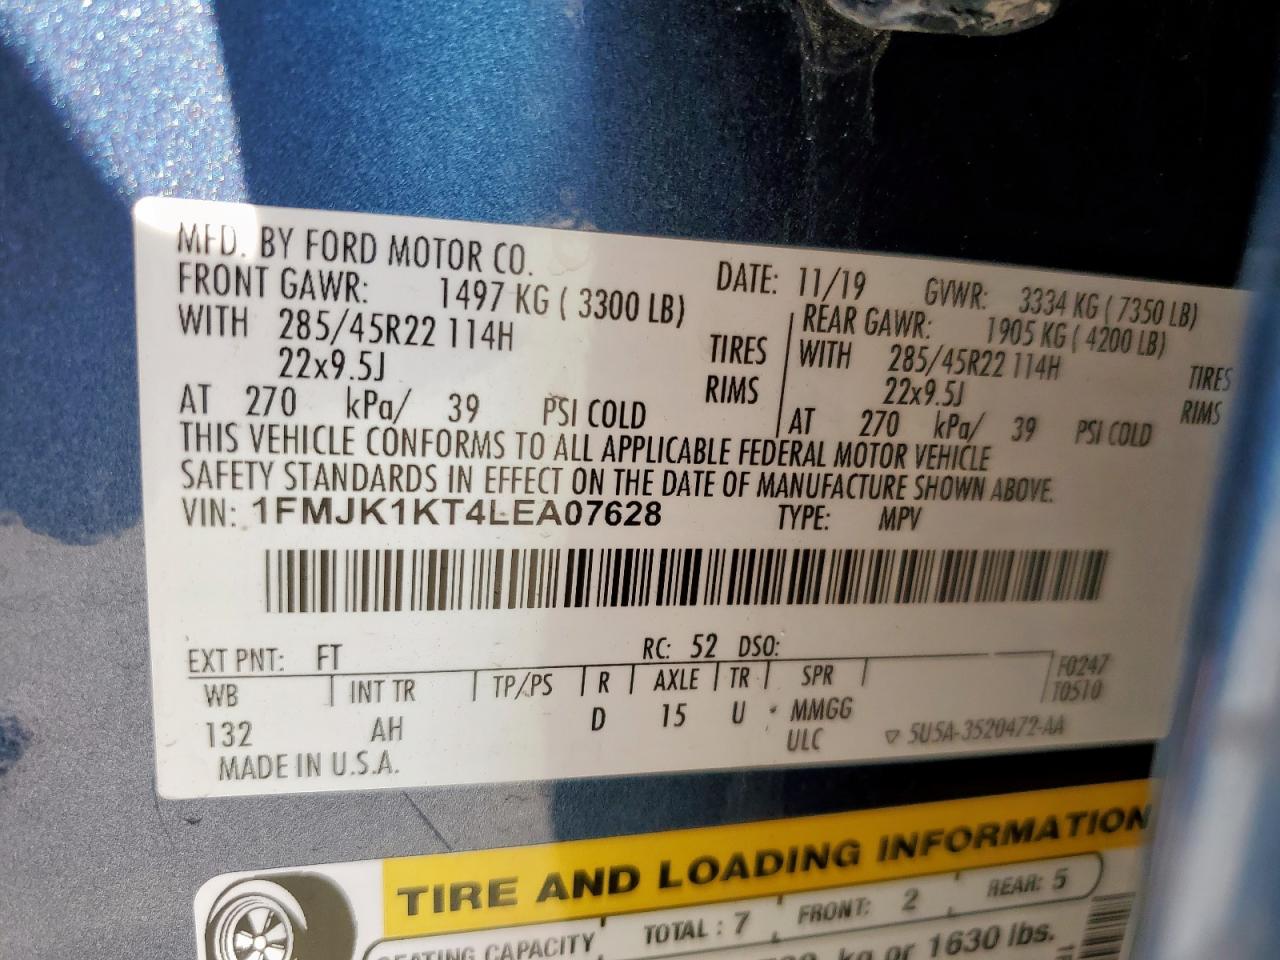 MFD. BY FORD MOTOR CO.
DATE: 11/19 GVWR: 3334 KG ( 7350 LB)
FRONT GAWR: 1497 KG ( 3300 LB) REAR GAWR: 1905 KG ( 4200 LB)
WITH 285/45R22 114H TIRES WITH 285/45R22 114H TIRES
22x9.5J RIMS 22x9.5J RIMS
AT 270 kPa/ 39 PSI COLD AT 270 kPa/ 39 PSI COLD
THIS VEHICLE CONFORMS TO ALL APPLICABLE FEDERAL MOTOR VEHICLE
SAFETY STANDARDS IN EFFECT ON THE DATE OF MANUFACTURE SHOWN ABOVE.
VIN: 1FMJK1KT4LEA07628 TYPE: MPV
EXT PNT: FT RC: 52 DSO:
WB INT TR TP/PS R AXLE TR SPR F0247
T0510
132 AH D 15 U * MMGG
ULC ▽ 5U5A-3520472-AA
MADE IN U.S.A.
TIRE AND LOADING INFORMATION
SEATING CAPACITY TOTAL : 7 FRONT: 2 REAR: 5
kg or 1630 lbs.